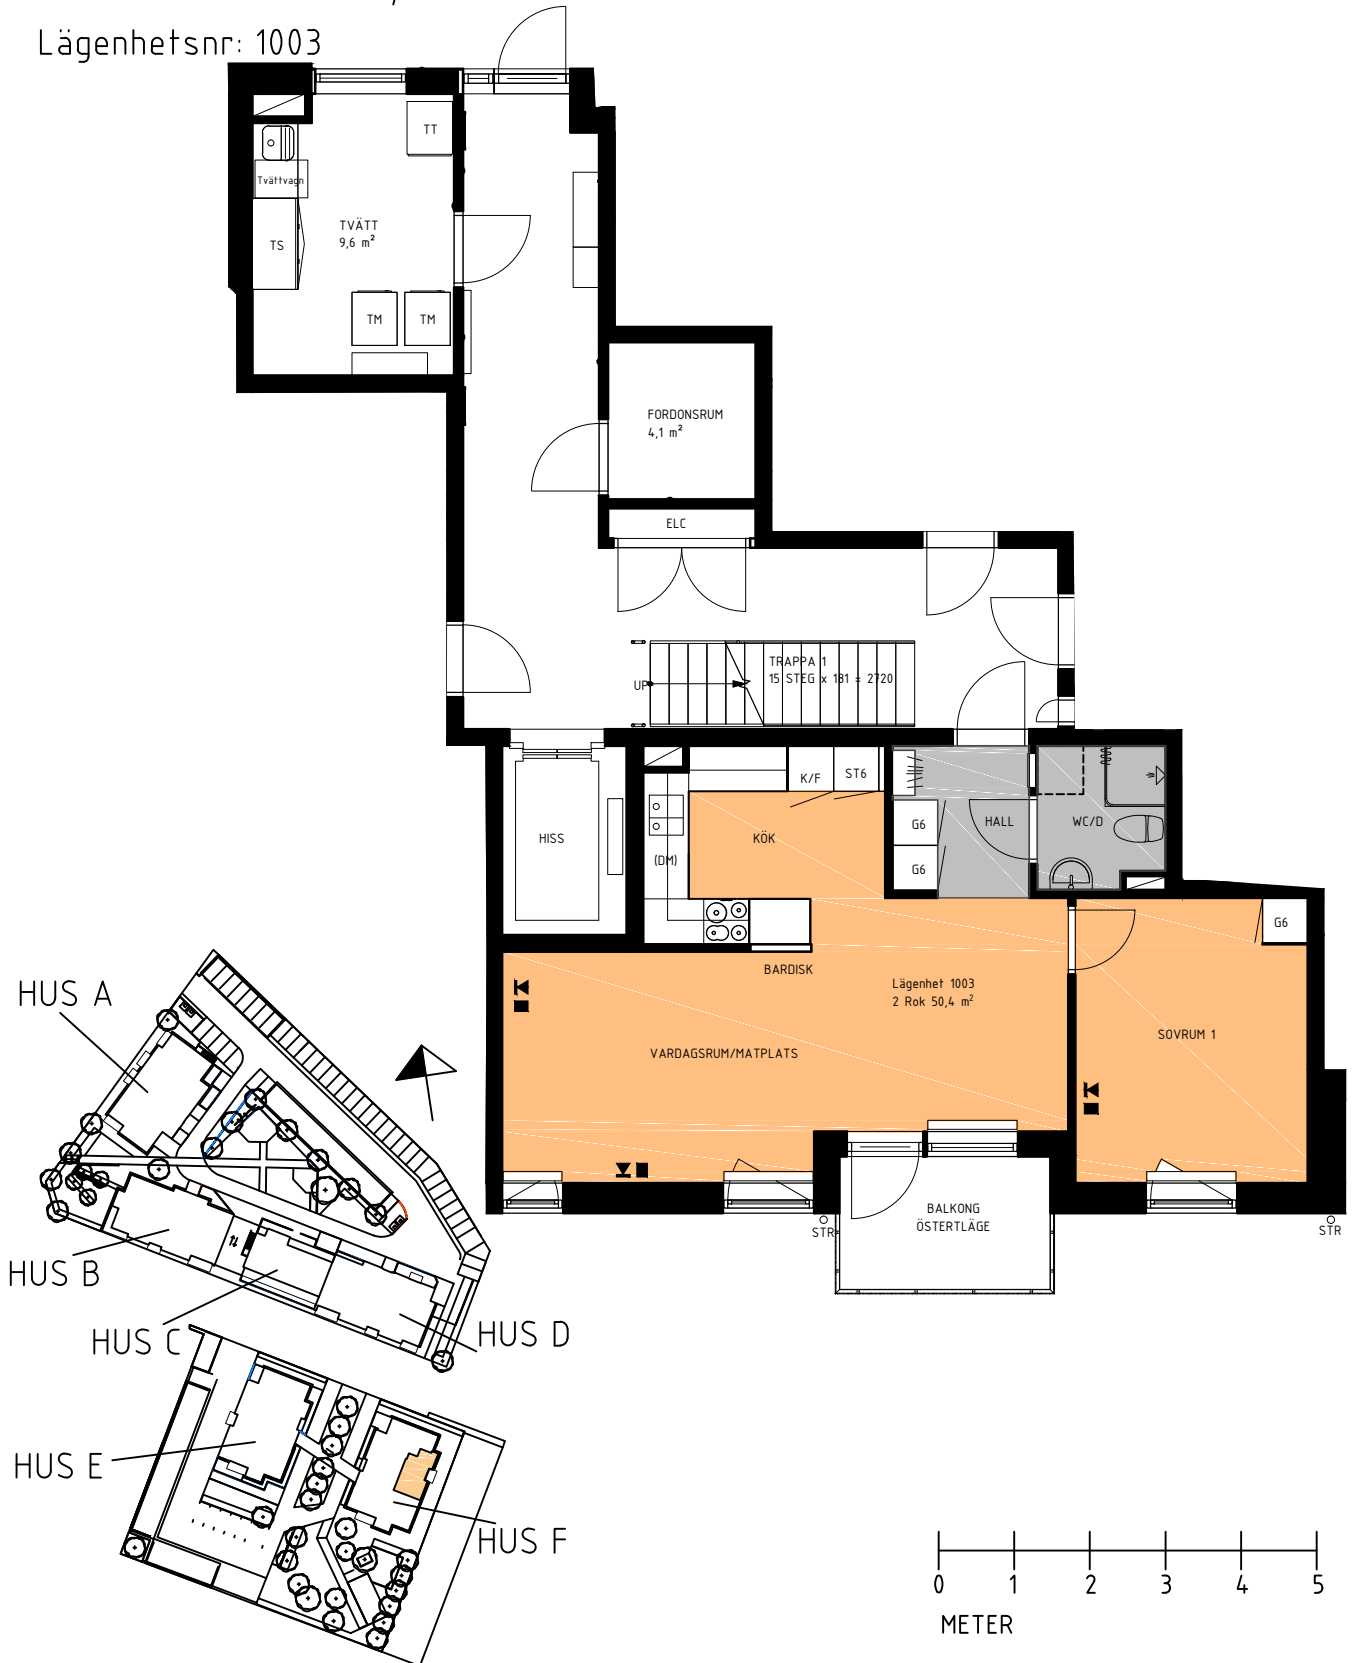 Lägenhetsnr: 1003
TT
Tvättvagn
TVÄTT
9,6 m²
TS
TM
TM
FORDONSRUM
4,1 m²
ELC
TRAPPA 1
15 STEG x 181 = 2720
UP
K/F
ST6
HISS
KÖK
(DM)
G6
G6
HALL
WC/D
G6
BARDISK
Lägenhet 1003
2 Rok 50,4 m²
VARDAGSRUM/MATPLATS
SOVRUM 1
BALKONG
ÖSTERTLÄGE
STR
STR
HUS A
HUS B
HUS C
HUS D
HUS E
HUS F
0 1 2 3 4 5
METER